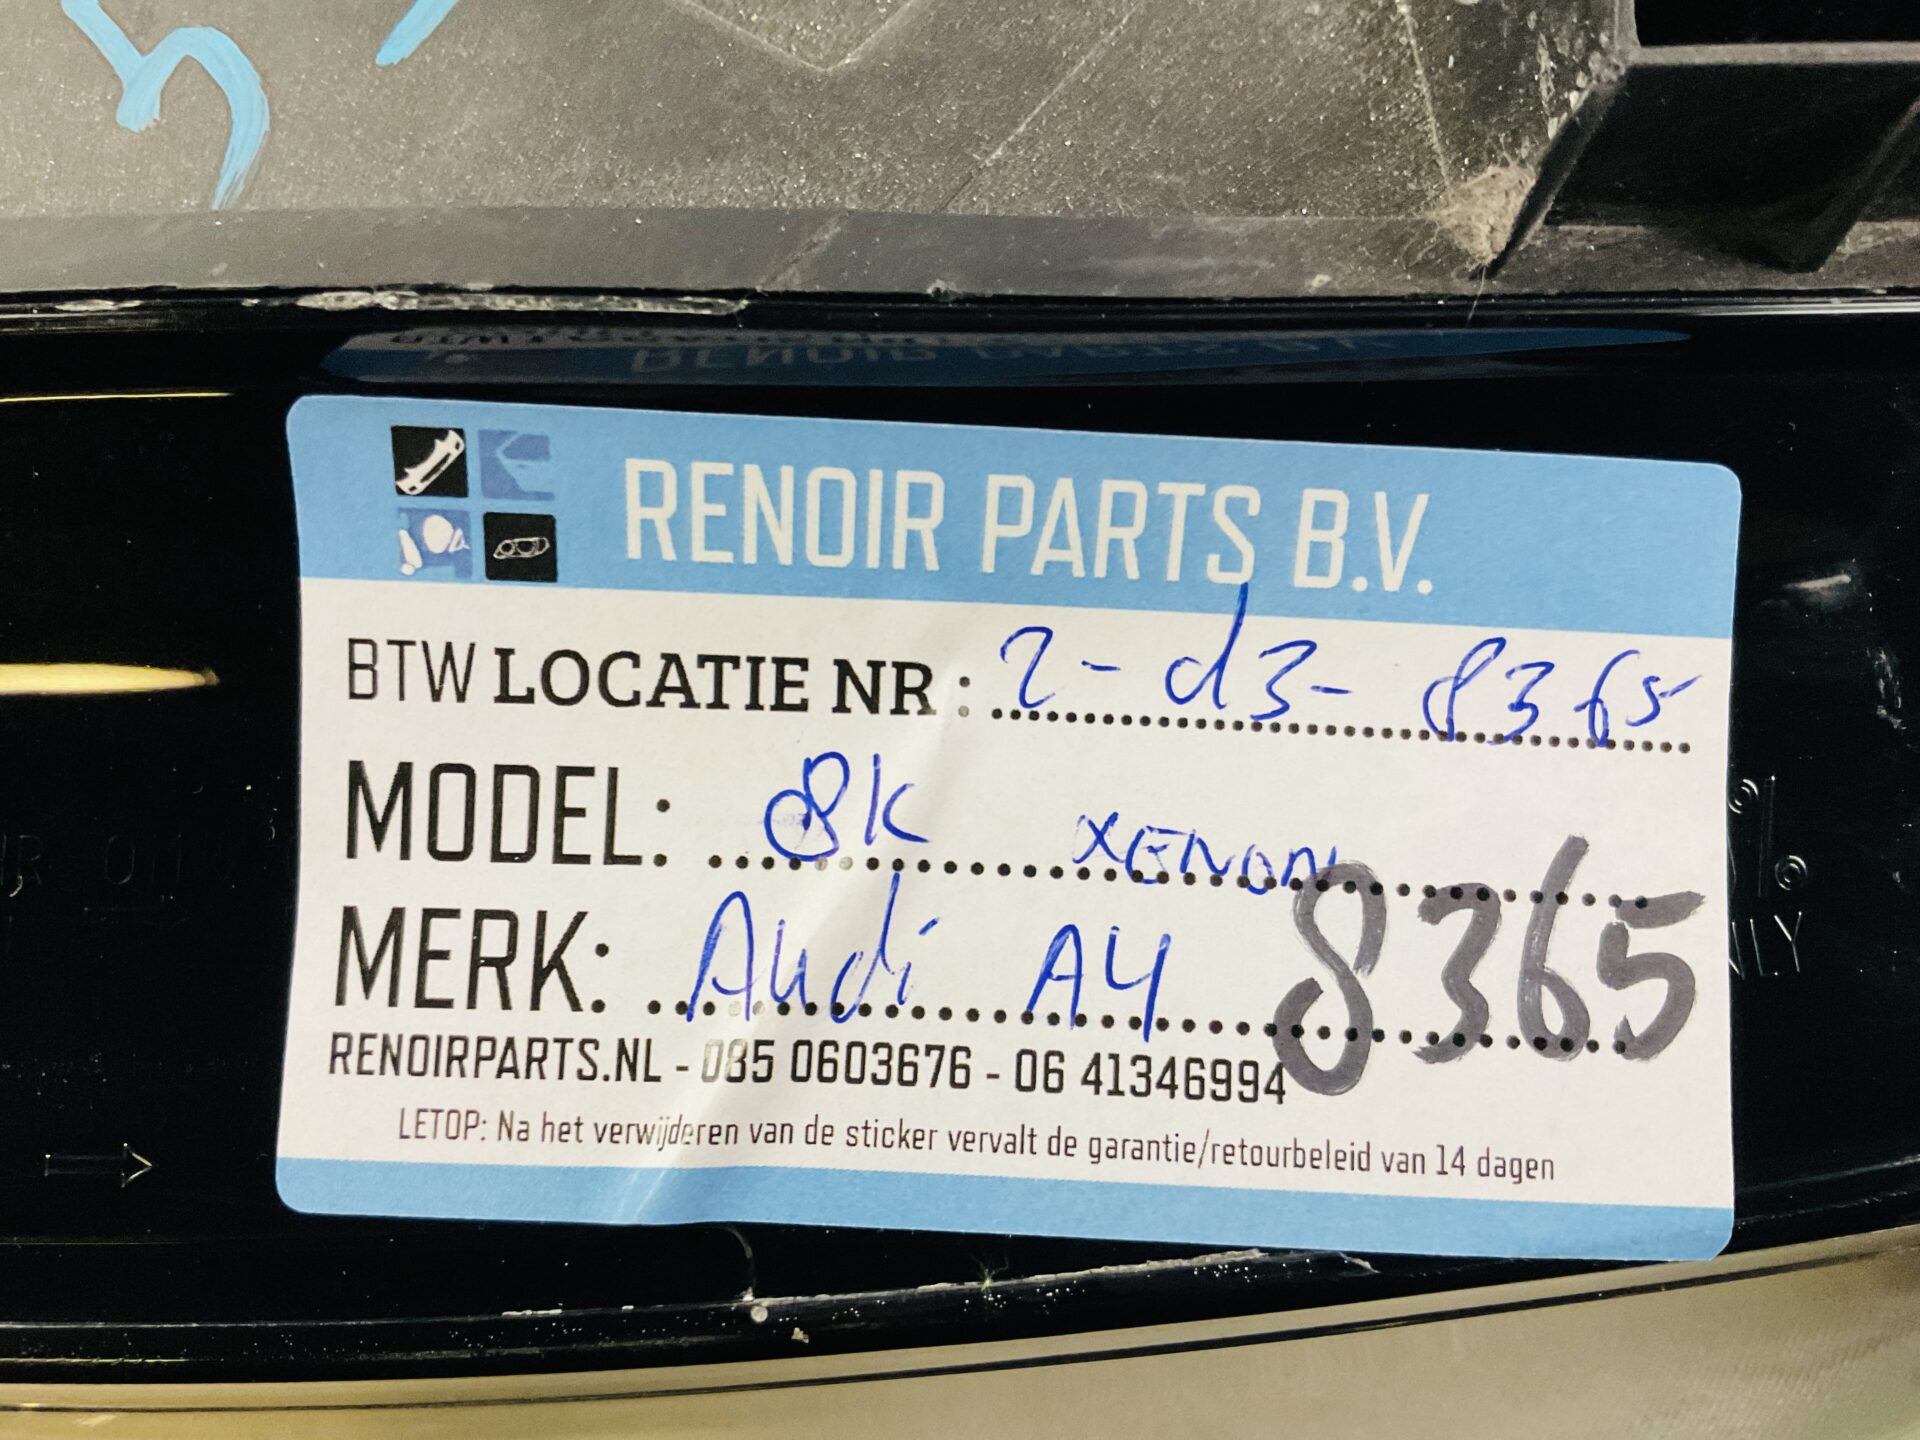 RENOIR PARTS B.V.
BTW LOCATIE NR : 2-d3-8365
MODEL: 8K XENON
MERK: Audi A4
8365
RENOIRPARTS.NL - 085 0603676 - 06 41346994
LETOP: Na het verwijderen van de sticker vervalt de garantie/retourbeleid van 14 dagen